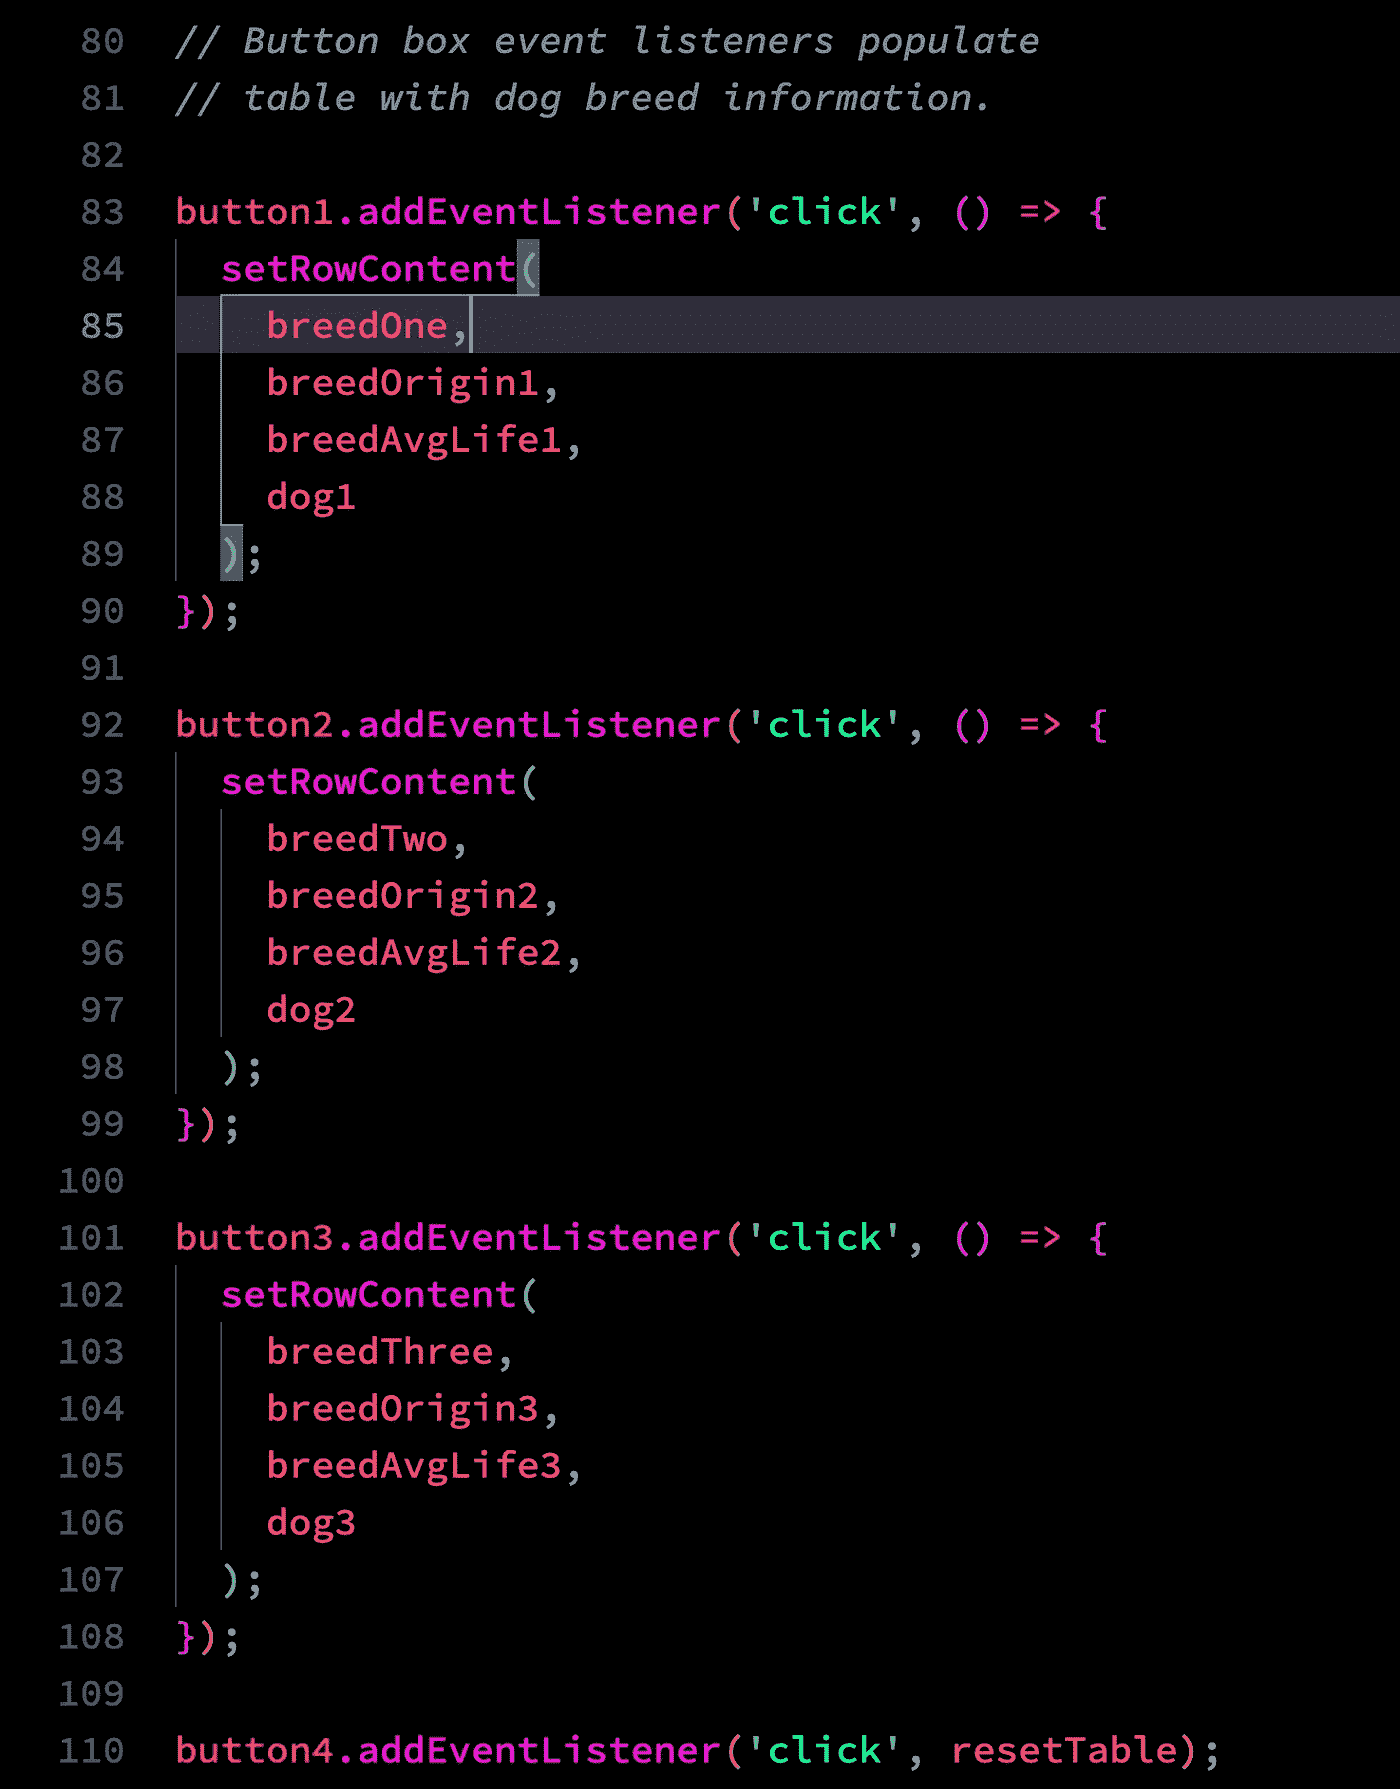 80 // Button box event listeners populate
81 // table with dog breed information.
82
83 button1.addEventListener('click', () => {
84   setRowContent(
85     breedOne,
86     breedOrigin1,
87     breedAvgLife1,
88     dog1
89   );
90 });
91
92 button2.addEventListener('click', () => {
93   setRowContent(
94     breedTwo,
95     breedOrigin2,
96     breedAvgLife2,
97     dog2
98   );
99 });
100
101 button3.addEventListener('click', () => {
102   setRowContent(
103     breedThree,
104     breedOrigin3,
105     breedAvgLife3,
106     dog3
107   );
108 });
109
110 button4.addEventListener('click', resetTable);